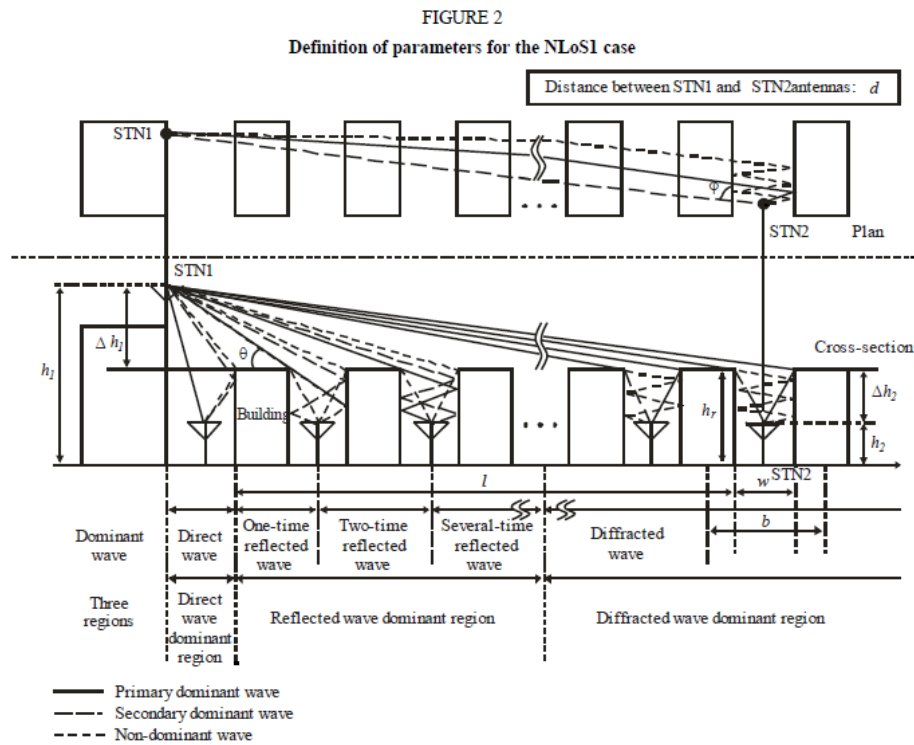 FIGURE 2
Definition of parameters for the NLoS1 case
Distance between STN1 and STN2antennas: d
STN1
φ
STN2
Plan
STN1
Δ h1
h1
θ
Building
Cross-section
hr
Δh2
h2
STN2
l
w
b
Dominant
wave
Direct
wave
One-time
reflected
wave
Two-time
reflected
wave
Several-time
reflected
wave
Diffracted
wave
Three
regions
Direct
wave
dominant
region
Reflected wave dominant region
Diffracted wave dominant region
Primary dominant wave
Secondary dominant wave
Non-dominant wave